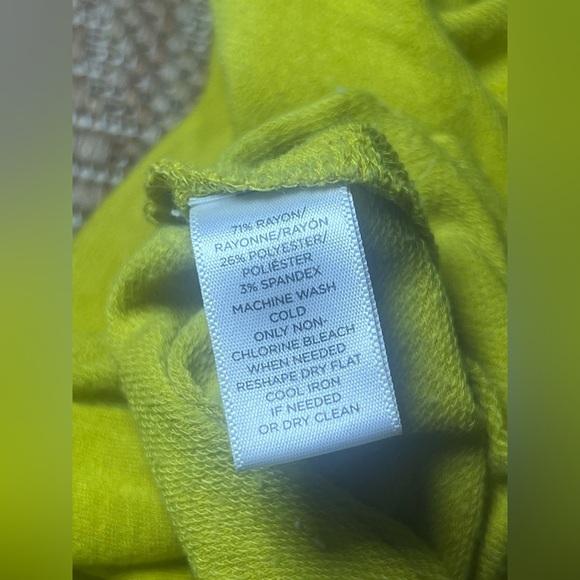 71% RAYON/
RAYONNE/RAYÓN
26% POLYESTER/
POLIÉSTER
3% SPANDEX
MACHINE WASH
COLD
ONLY NON-
CHLORINE BLEACH
WHEN NEEDED
RESHAPE DRY FLAT
COOL IRON
IF NEEDED
OR DRY CLEAN